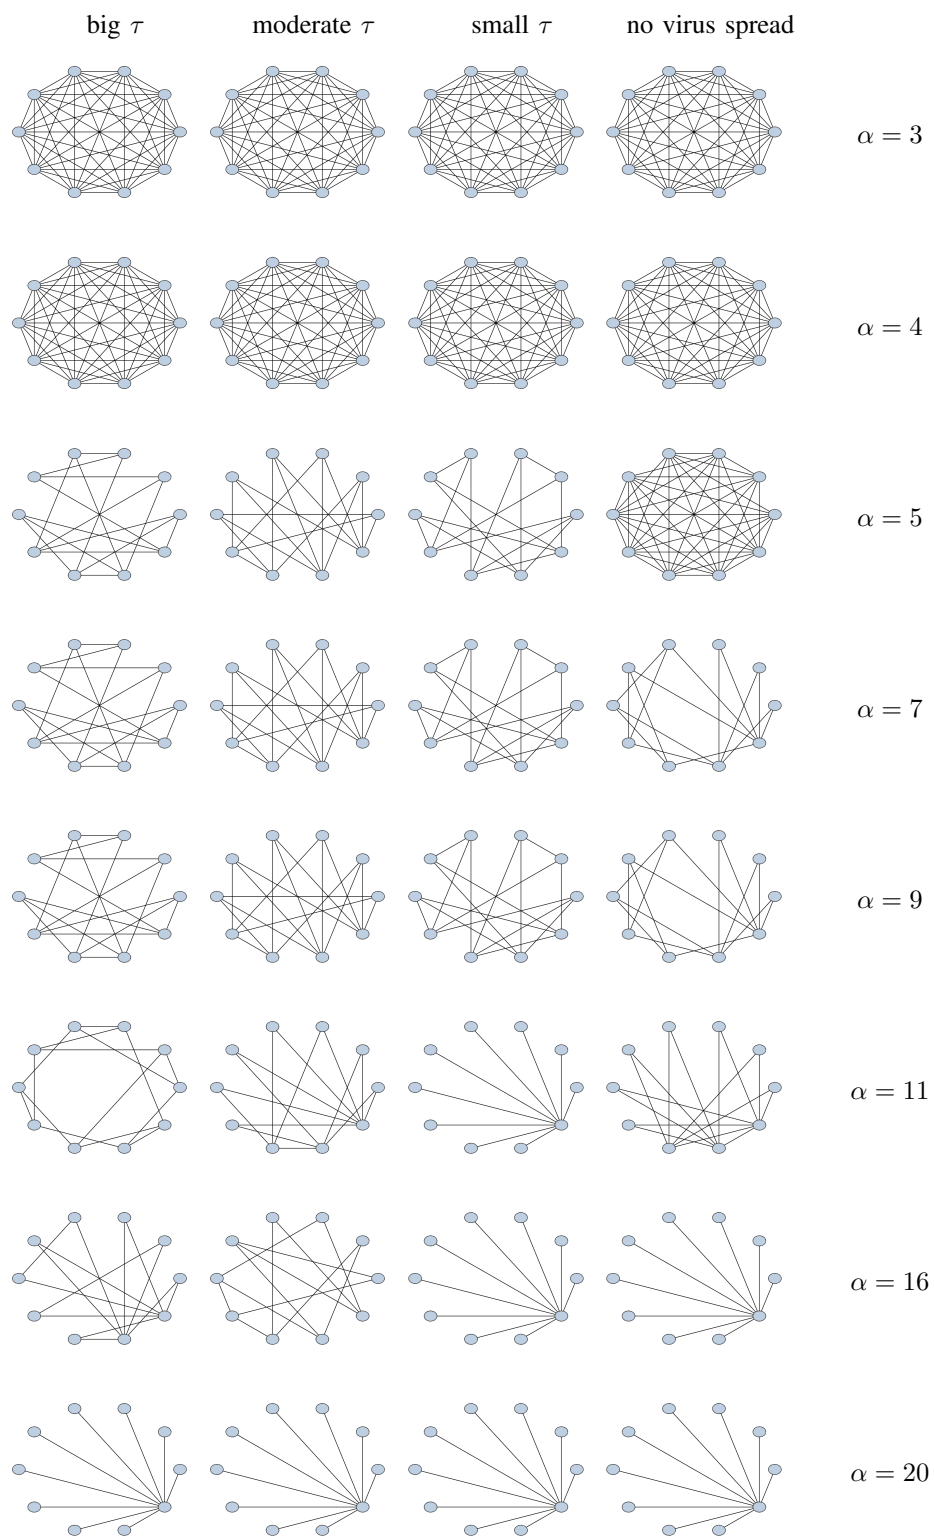 big τ moderate τ small τ no virus spread
α = 3
α = 4
α = 5
α = 7
α = 9
α = 11
α = 16
α = 20